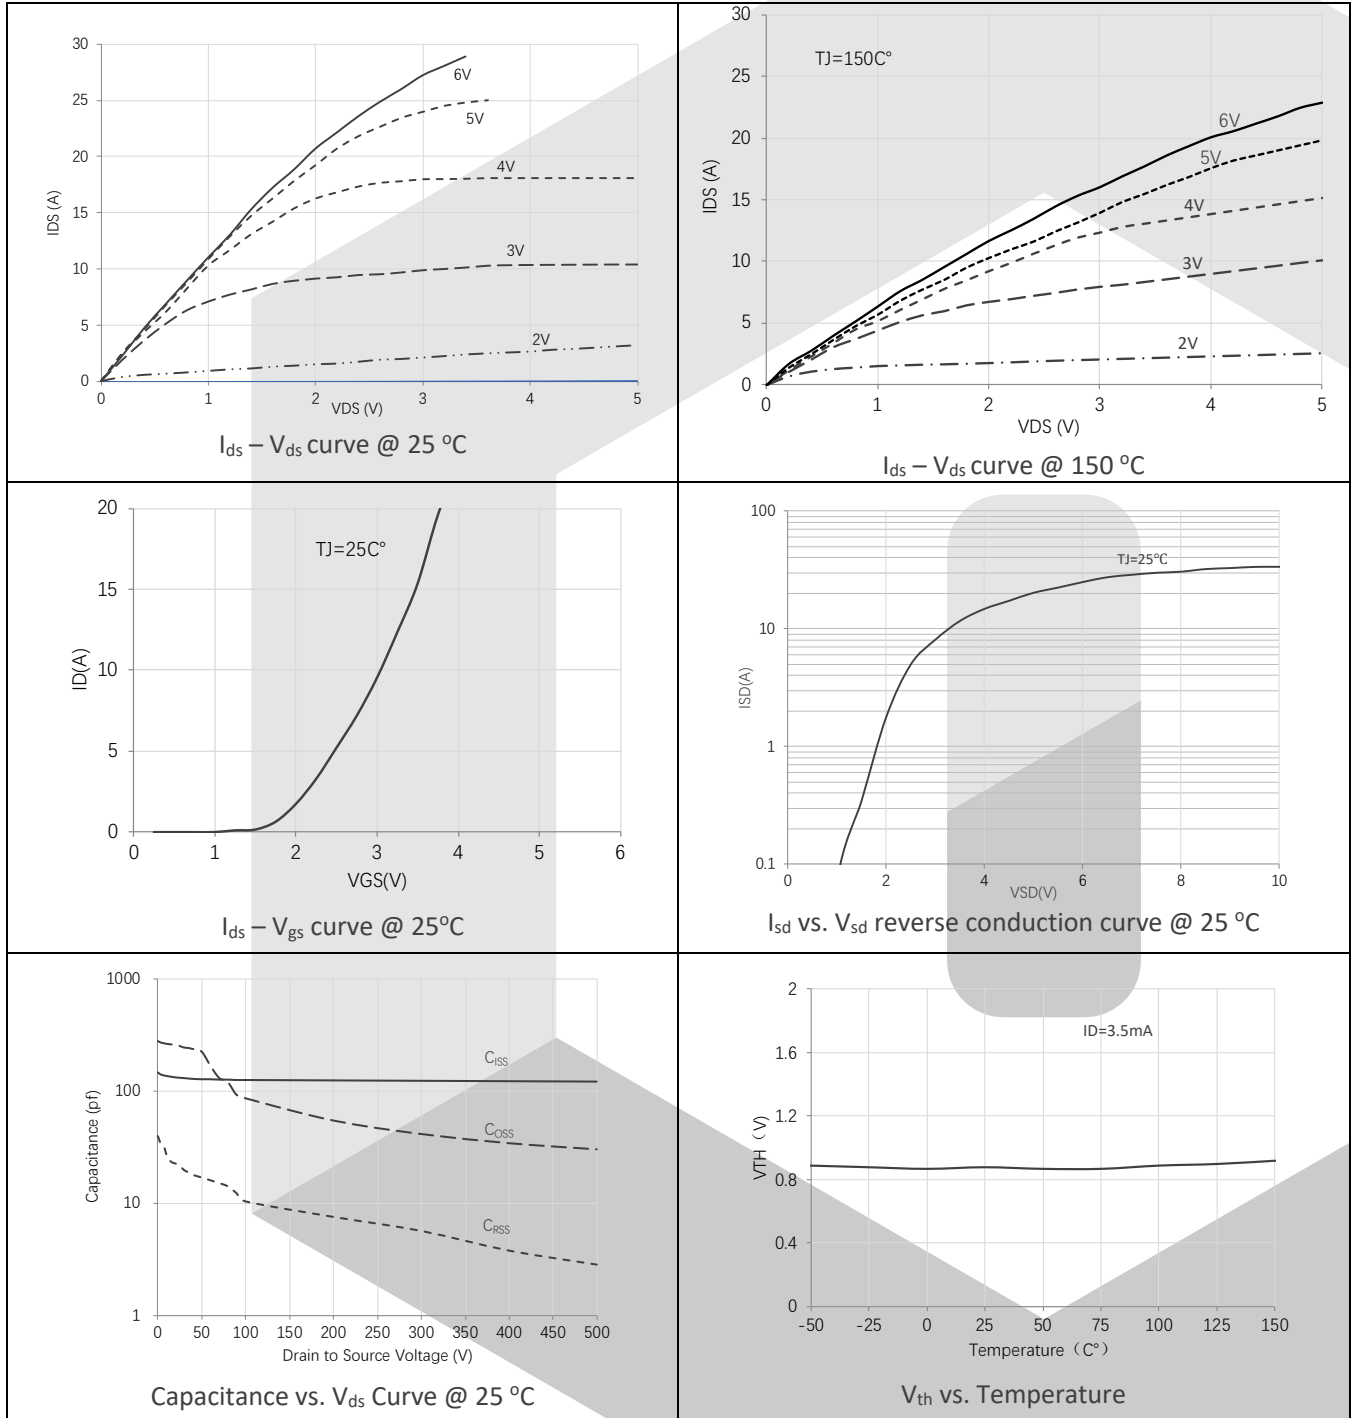 30
25
20
15
10
5
0
IDS (A)
6V
5V
4V
3V
2V
0 1 2 3 4 5
VDS (V)
Ids – Vds curve @ 25 ºC
30
25
20
15
10
5
0
IDS (A)
TJ=150C°
6V
5V
4V
3V
2V
0 1 2 3 4 5
VDS (V)
Ids – Vds curve @ 150 ºC
20
15
10
5
0
ID(A)
TJ=25C°
0 1 2 3 4 5 6
VGS(V)
Ids – Vgs curve @ 25ºC
100
10
1
0.1
ISD(A)
TJ=25℃
0 2 4 6 8 10
VSD(V)
Isd vs. Vsd reverse conduction curve @ 25 ºC
1000
100
10
1
Capacitance (pf)
CISS
COSS
CRSS
0 50 100 150 200 250 300 350 400 450 500
Drain to Source Voltage (V)
Capacitance vs. Vds Curve @ 25 ºC
2
1.6
1.2
0.8
0.4
0
VTH（V）
ID=3.5mA
-50 -25 0 25 50 75 100 125 150
Temperature（C°）
Vth vs. Temperature